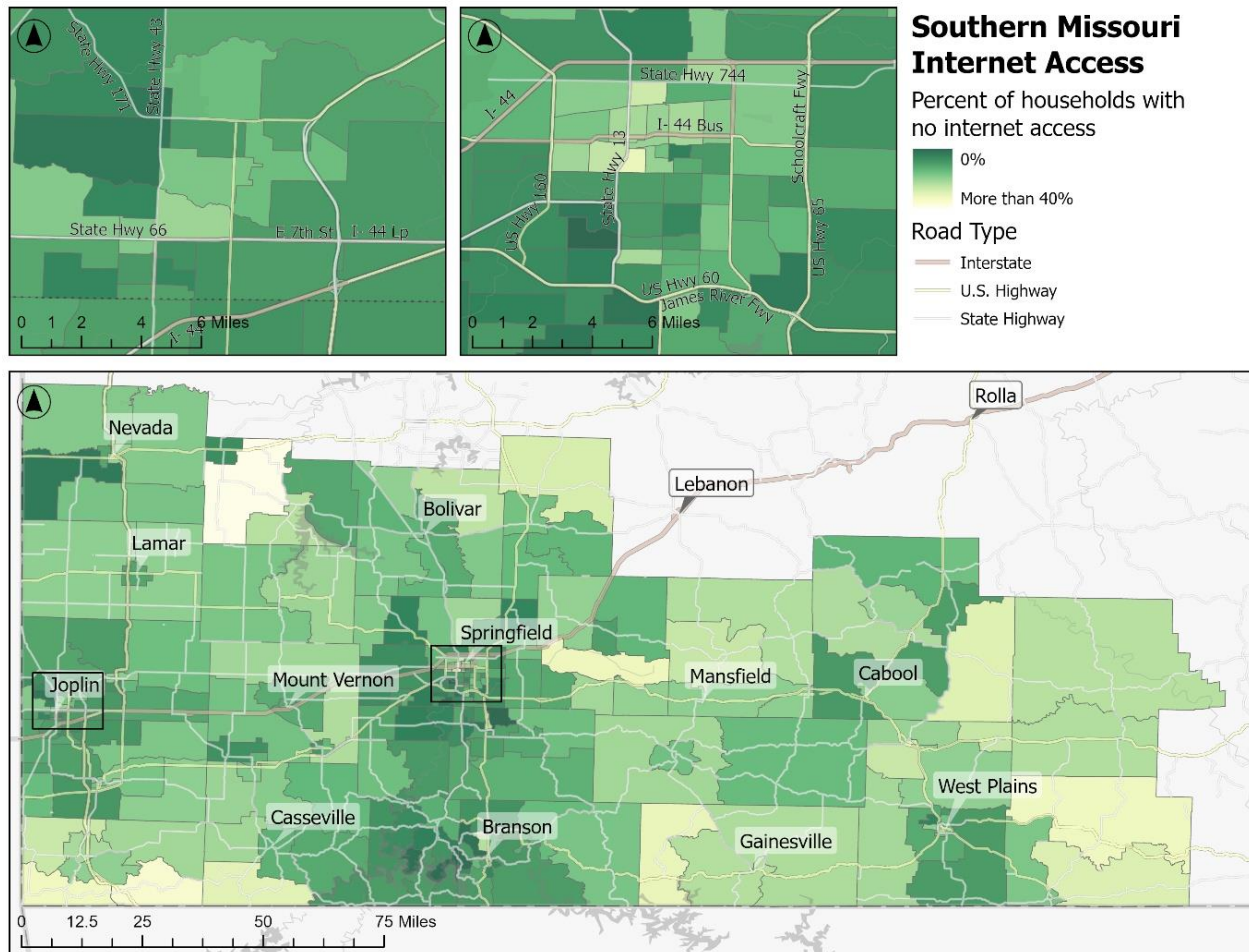 Southern Missouri
Internet Access
Percent of households with
no internet access
0%
More than 40%
Road Type
Interstate
U.S. Highway
State Highway
State Hwy 171
State Hwy 43
State Hwy 66
E 7th St
I- 44 Lp
I- 44
0 1 2 4 6 Miles
State Hwy 744
I- 44
I- 44 Bus
Schoolcraft Fwy
State Hwy 13
US Hwy 160
US Hwy 65
US Hwy 60
James River Fwy
0 1 2 4 6 Miles
Nevada
Rolla
Lebanon
Bolivar
Lamar
Springfield
Joplin
Mount Vernon
Mansfield
Cabool
West Plains
Casseville
Branson
Gainesville
0 12.5 25 50 75 Miles